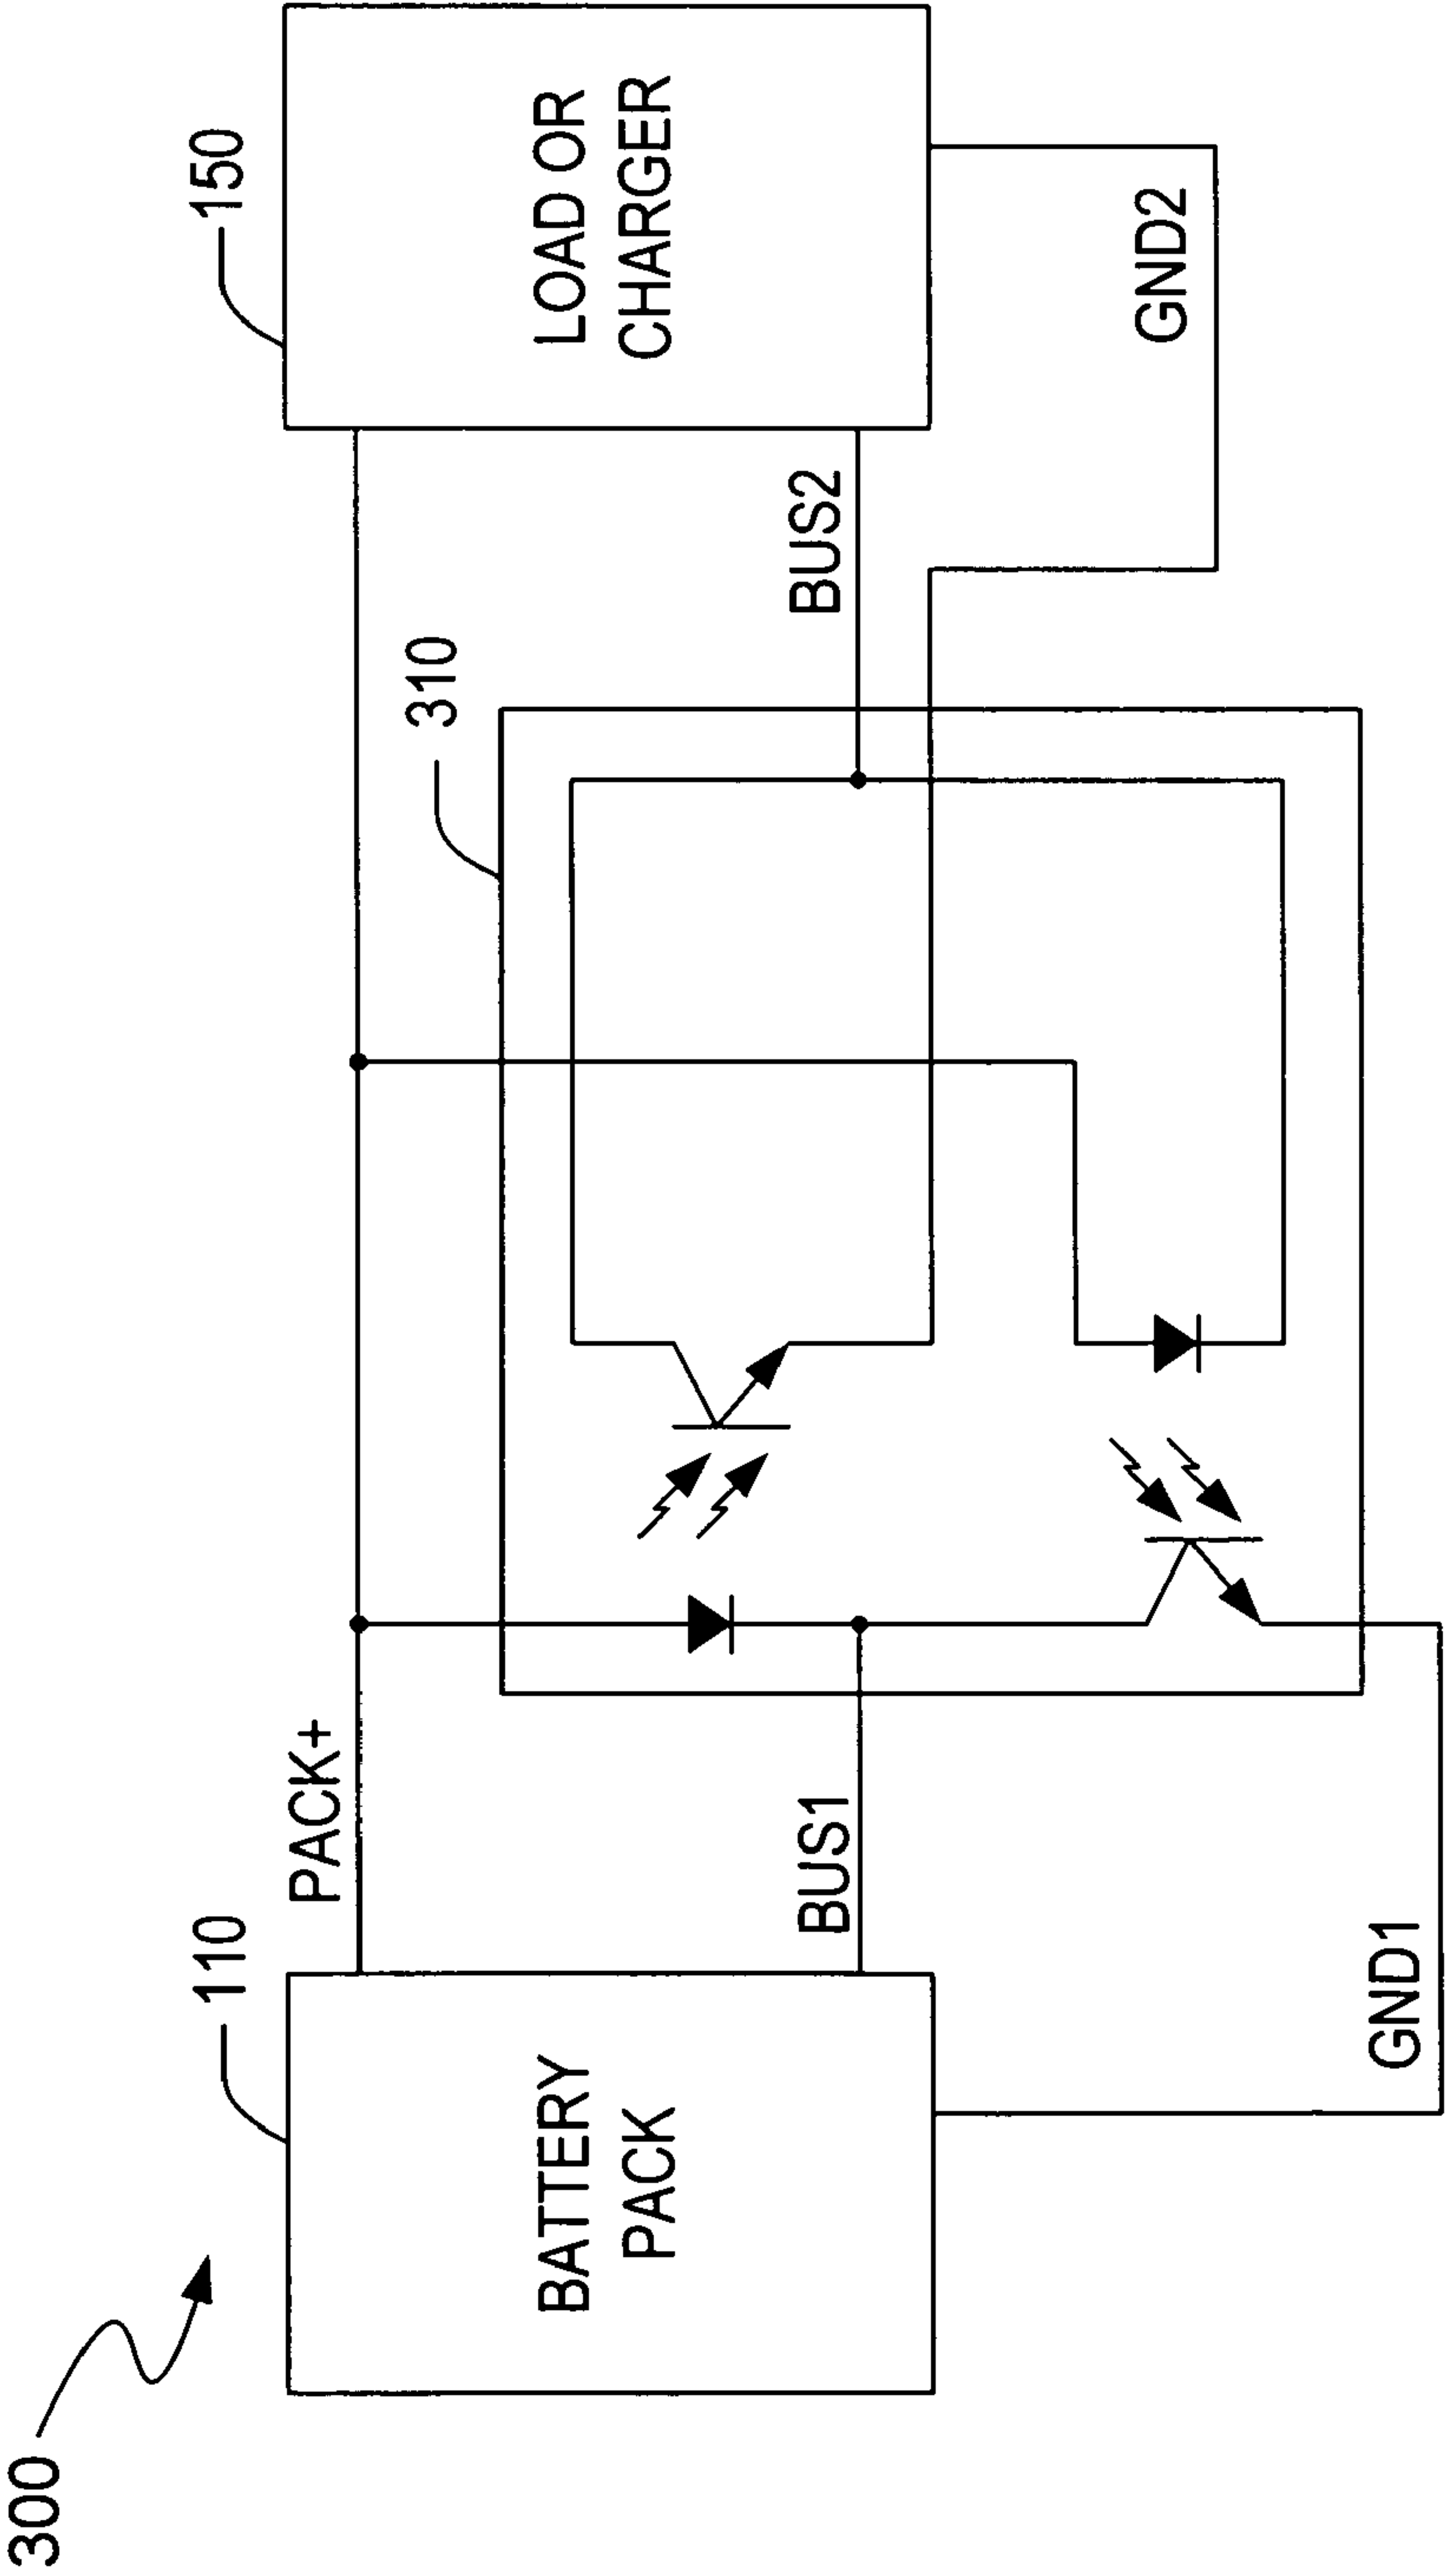 300
110
BATTERY
PACK
PACK+
BUS1
GND1
310
BUS2
GND2
150
LOAD OR
CHARGER